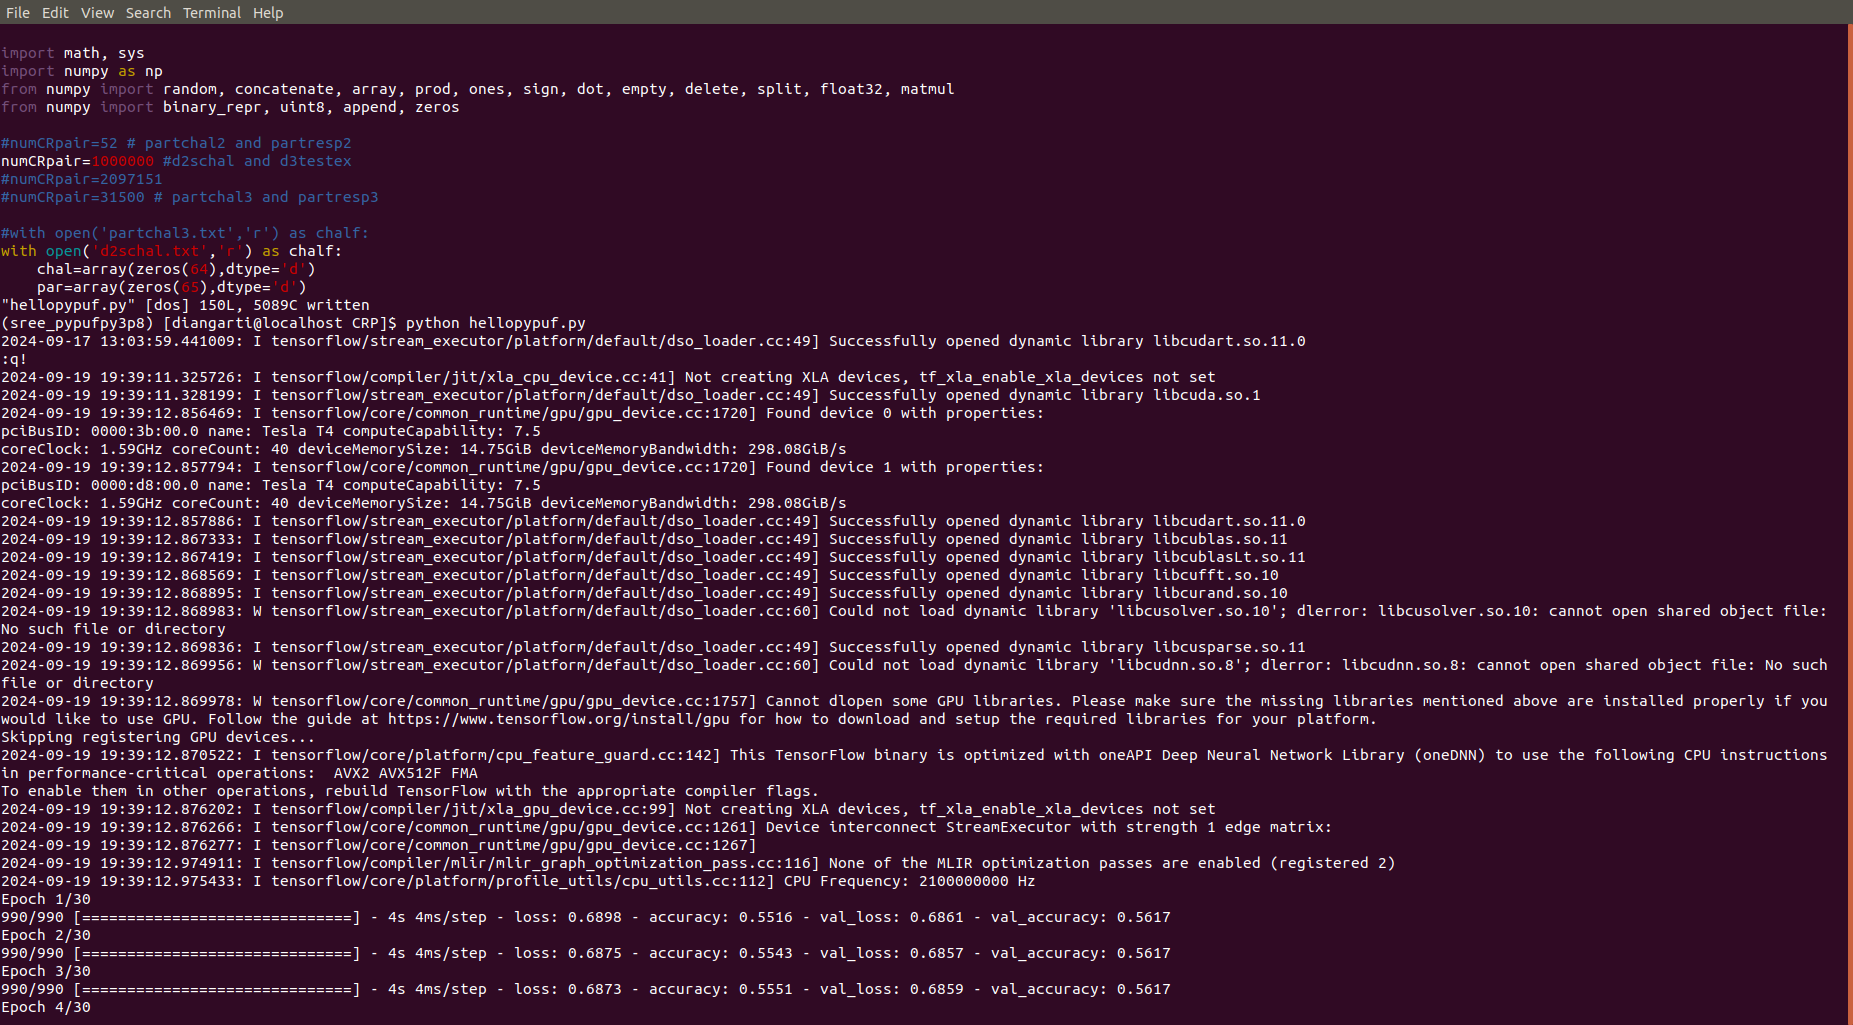 File Edit View Search Terminal Help
import math, sys
import numpy as np
from numpy import random, concatenate, array, prod, ones, sign, dot, empty, delete, split, float32, matmul
from numpy import binary_repr, uint8, append, zeros
#numCRpair=52 # partchal2 and partresp2
numCRpair=1000000 #d2schal and d3testex
#numCRpair=2097151
#numCRpair=31500 # partchal3 and partresp3
#with open('partchal3.txt','r') as chalf:
with open('d2schal.txt','r') as chalf:
    chal=array(zeros(64),dtype='d')
    par=array(zeros(65),dtype='d')
"hellopypuf.py" [dos] 150L, 5089C written
(sree_pypufpy3p8) [diangarti@localhost CRP]$ python hellopypuf.py
2024-09-17 13:03:59.441009: I tensorflow/stream_executor/platform/default/dso_loader.cc:49] Successfully opened dynamic library libcudart.so.11.0
:q!
2024-09-19 19:39:11.325726: I tensorflow/compiler/jit/xla_cpu_device.cc:41] Not creating XLA devices, tf_xla_enable_xla_devices not set
2024-09-19 19:39:11.328199: I tensorflow/stream_executor/platform/default/dso_loader.cc:49] Successfully opened dynamic library libcuda.so.1
2024-09-19 19:39:12.856469: I tensorflow/core/common_runtime/gpu/gpu_device.cc:1720] Found device 0 with properties:
pciBusID: 0000:3b:00.0 name: Tesla T4 computeCapability: 7.5
coreClock: 1.59GHz coreCount: 40 deviceMemorySize: 14.75GiB deviceMemoryBandwidth: 298.08GiB/s
2024-09-19 19:39:12.857794: I tensorflow/core/common_runtime/gpu/gpu_device.cc:1720] Found device 1 with properties:
pciBusID: 0000:d8:00.0 name: Tesla T4 computeCapability: 7.5
coreClock: 1.59GHz coreCount: 40 deviceMemorySize: 14.75GiB deviceMemoryBandwidth: 298.08GiB/s
2024-09-19 19:39:12.857886: I tensorflow/stream_executor/platform/default/dso_loader.cc:49] Successfully opened dynamic library libcudart.so.11.0
2024-09-19 19:39:12.867333: I tensorflow/stream_executor/platform/default/dso_loader.cc:49] Successfully opened dynamic library libcublas.so.11
2024-09-19 19:39:12.867419: I tensorflow/stream_executor/platform/default/dso_loader.cc:49] Successfully opened dynamic library libcublasLt.so.11
2024-09-19 19:39:12.868569: I tensorflow/stream_executor/platform/default/dso_loader.cc:49] Successfully opened dynamic library libcufft.so.10
2024-09-19 19:39:12.868895: I tensorflow/stream_executor/platform/default/dso_loader.cc:49] Successfully opened dynamic library libcurand.so.10
2024-09-19 19:39:12.868983: W tensorflow/stream_executor/platform/default/dso_loader.cc:60] Could not load dynamic library 'libcusolver.so.10'; dlerror: libcusolver.so.10: cannot open shared object file:
No such file or directory
2024-09-19 19:39:12.869836: I tensorflow/stream_executor/platform/default/dso_loader.cc:49] Successfully opened dynamic library libcusparse.so.11
2024-09-19 19:39:12.869956: W tensorflow/stream_executor/platform/default/dso_loader.cc:60] Could not load dynamic library 'libcudnn.so.8'; dlerror: libcudnn.so.8: cannot open shared object file: No such
file or directory
2024-09-19 19:39:12.869978: W tensorflow/core/common_runtime/gpu/gpu_device.cc:1757] Cannot dlopen some GPU libraries. Please make sure the missing libraries mentioned above are installed properly if you
would like to use GPU. Follow the guide at https://www.tensorflow.org/install/gpu for how to download and setup the required libraries for your platform.
Skipping registering GPU devices...
2024-09-19 19:39:12.870522: I tensorflow/core/platform/cpu_feature_guard.cc:142] This TensorFlow binary is optimized with oneAPI Deep Neural Network Library (oneDNN) to use the following CPU instructions
in performance-critical operations:  AVX2 AVX512F FMA
To enable them in other operations, rebuild TensorFlow with the appropriate compiler flags.
2024-09-19 19:39:12.876202: I tensorflow/compiler/jit/xla_gpu_device.cc:99] Not creating XLA devices, tf_xla_enable_xla_devices not set
2024-09-19 19:39:12.876266: I tensorflow/core/common_runtime/gpu/gpu_device.cc:1261] Device interconnect StreamExecutor with strength 1 edge matrix:
2024-09-19 19:39:12.876277: I tensorflow/core/common_runtime/gpu/gpu_device.cc:1267]
2024-09-19 19:39:12.974911: I tensorflow/compiler/mlir/mlir_graph_optimization_pass.cc:116] None of the MLIR optimization passes are enabled (registered 2)
2024-09-19 19:39:12.975433: I tensorflow/core/platform/profile_utils/cpu_utils.cc:112] CPU Frequency: 2100000000 Hz
Epoch 1/30
990/990 [==============================] - 4s 4ms/step - loss: 0.6898 - accuracy: 0.5516 - val_loss: 0.6861 - val_accuracy: 0.5617
Epoch 2/30
990/990 [==============================] - 4s 4ms/step - loss: 0.6875 - accuracy: 0.5543 - val_loss: 0.6857 - val_accuracy: 0.5617
Epoch 3/30
990/990 [==============================] - 4s 4ms/step - loss: 0.6873 - accuracy: 0.5551 - val_loss: 0.6859 - val_accuracy: 0.5617
Epoch 4/30